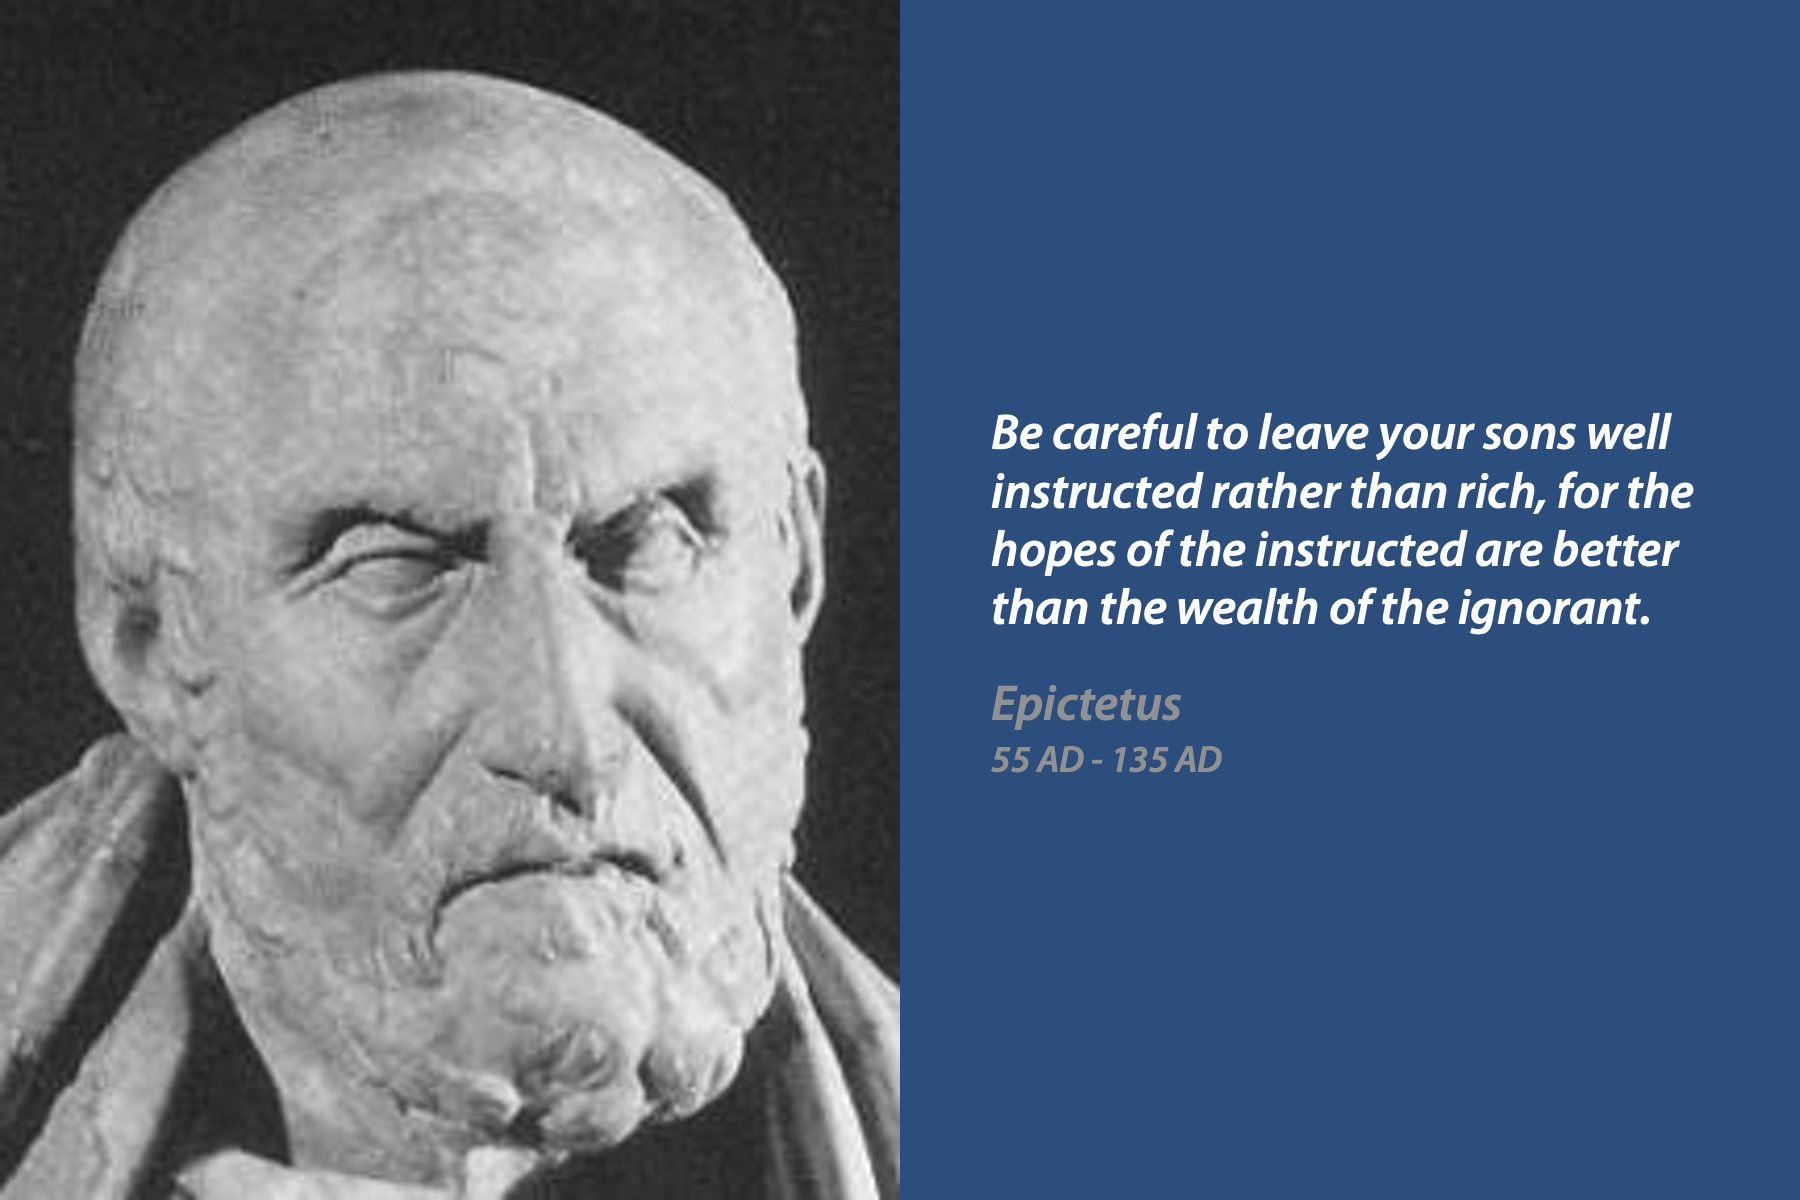 Be careful to leave your sons well
instructed rather than rich, for the
hopes of the instructed are better
than the wealth of the ignorant.
Epictetus
55 AD - 135 AD